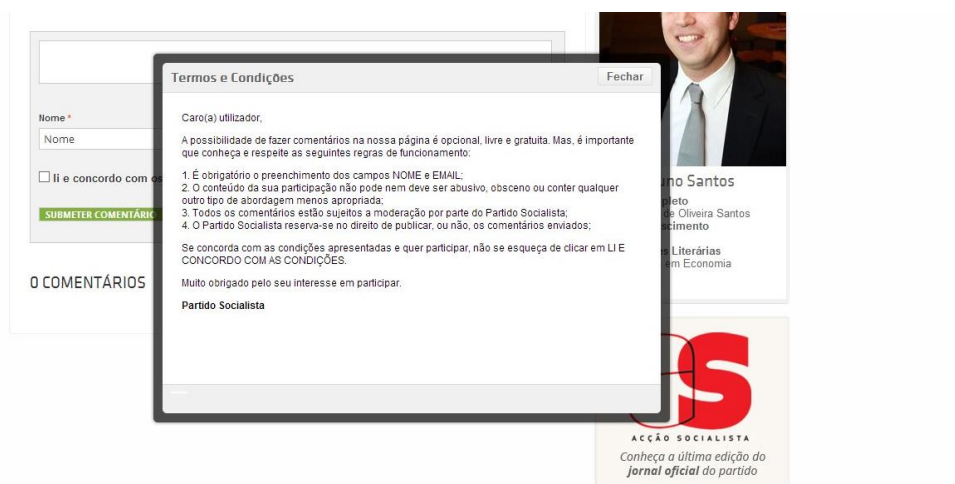 Termos e Condições
Fechar
Caro(a) utilizador,
A possibilidade de fazer comentários na nossa página é opcional, livre e gratuita. Mas, é importante
que conheça e respeite as seguintes regras de funcionamento:
1. É obrigatório o preenchimento dos campos NOME e EMAIL;
2. O conteúdo da sua participação não pode nem deve ser abusivo, obsceno ou conter qualquer
outro tipo de abordagem menos apropriada;
3. Todos os comentários estão sujeitos a moderação por parte do Partido Socialista;
4. O Partido Socialista reserva-se no direito de publicar, ou não, os comentários enviados;
Se concorda com as condições apresentadas e quer participar, não se esqueça de clicar em LI E
CONCORDO COM AS CONDIÇÕES.
Muito obrigado pelo seu interesse em participar.
Partido Socialista
Nome *
Nome
li e concordo com os
SUBMETER COMENTÁRIO
0 COMENTÁRIOS
Santos
de Oliveira Santos
Literárias
em Economia
ACÇÃO SOCIALISTA
Conheça a última edição do
jornal oficial do partido